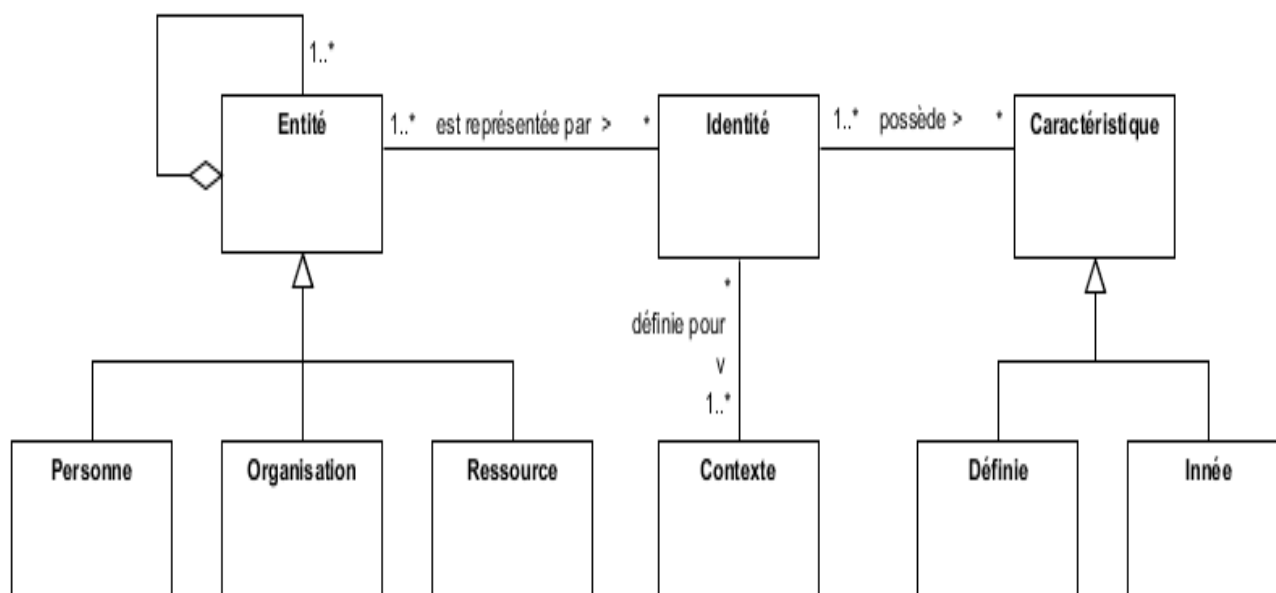 1..*
Entité
1..* est représentée par > *
Identité
1..* possède > *
Caractéristique
*
définie pour
v
1..*
Personne
Organisation
Ressource
Contexte
Définie
Innée